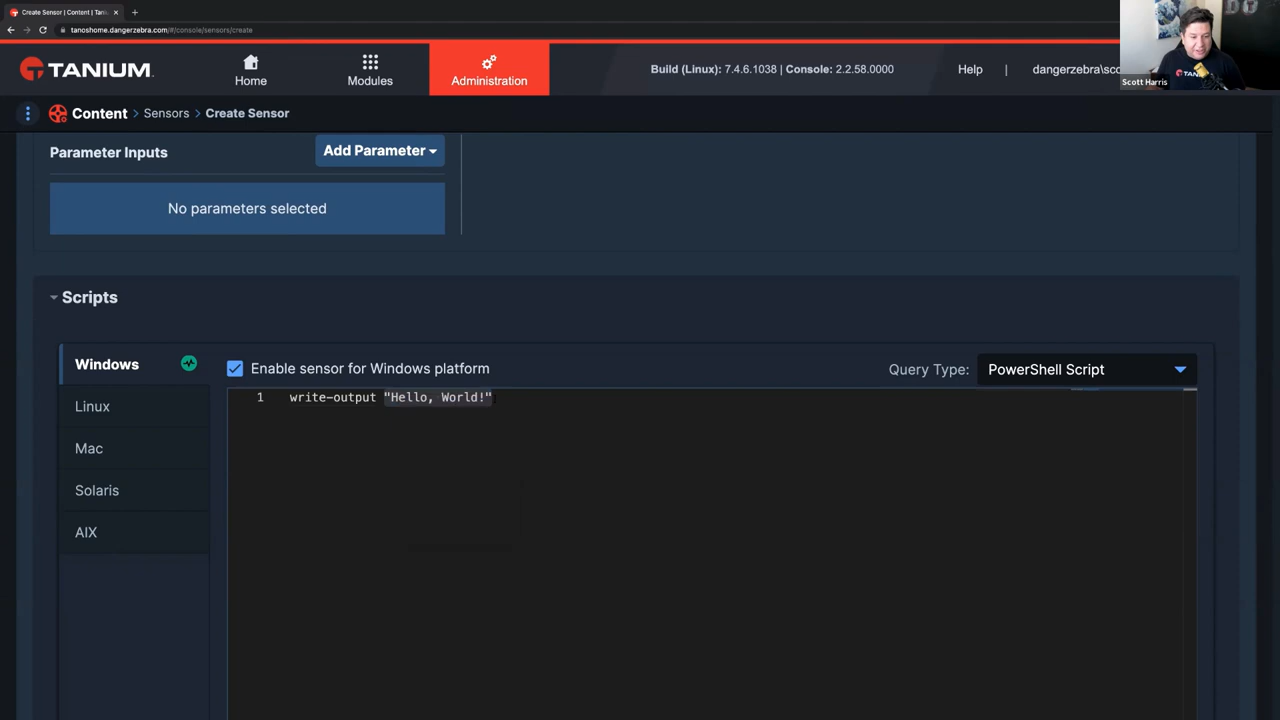 Create Sensor | Content | Tani
tanoshome.dangerzebra.com/#/console/sensors/create
TANIUM
Home
Modules
Administration
Build (Linux): 7.4.6.1038 | Console: 2.2.58.0000
Help
dangerzebra\sco
Scott Harris
TANI
Content > Sensors > Create Sensor
Parameter Inputs
Add Parameter
No parameters selected
Scripts
Windows
Enable sensor for Windows platform
Query Type:
PowerShell Script
1 write-output "Hello, World!"
Linux
Mac
Solaris
AIX